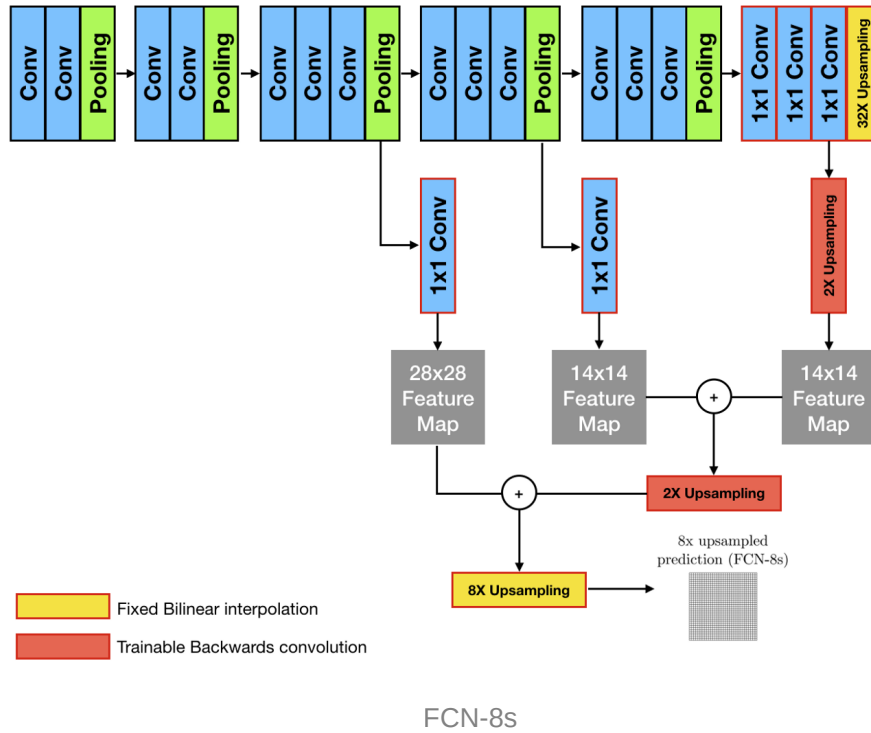 Conv
Conv
Pooling
Conv
Conv
Pooling
Conv
Conv
Conv
Pooling
Conv
Conv
Conv
Pooling
Conv
Conv
Conv
Pooling
1x1 Conv
1x1 Conv
1x1 Conv
32X Upsampling
1x1 Conv
1x1 Conv
2X Upsampling
28x28
Feature
Map
14x14
Feature
Map
+
14x14
Feature
Map
+
2X Upsampling
8X Upsampling
8x upsampled
prediction (FCN-8s)
Fixed Bilinear interpolation
Trainable Backwards convolution
FCN-8s